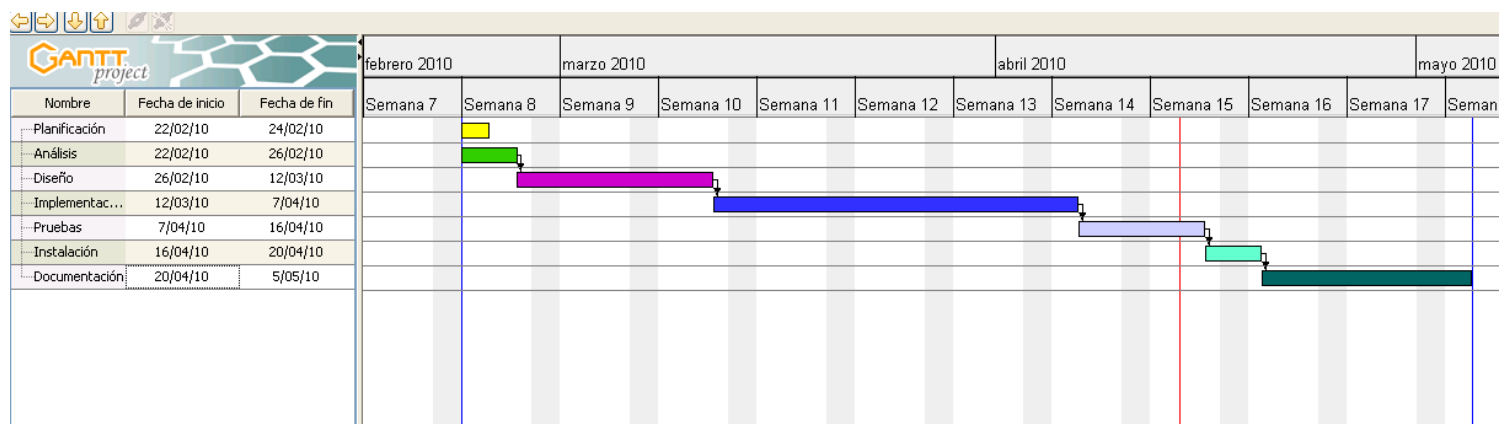 GANTT
project
febrero 2010 marzo 2010 abril 2010 mayo 2010
Nombre Fecha de inicio Fecha de fin
Semana 7 Semana 8 Semana 9 Semana 10 Semana 11 Semana 12 Semana 13 Semana 14 Semana 15 Semana 16 Semana 17 Seman
Planificación 22/02/10 24/02/10
Análisis 22/02/10 26/02/10
Diseño 26/02/10 12/03/10
Implementac... 12/03/10 7/04/10
Pruebas 7/04/10 16/04/10
Instalación 16/04/10 20/04/10
Documentación 20/04/10 5/05/10